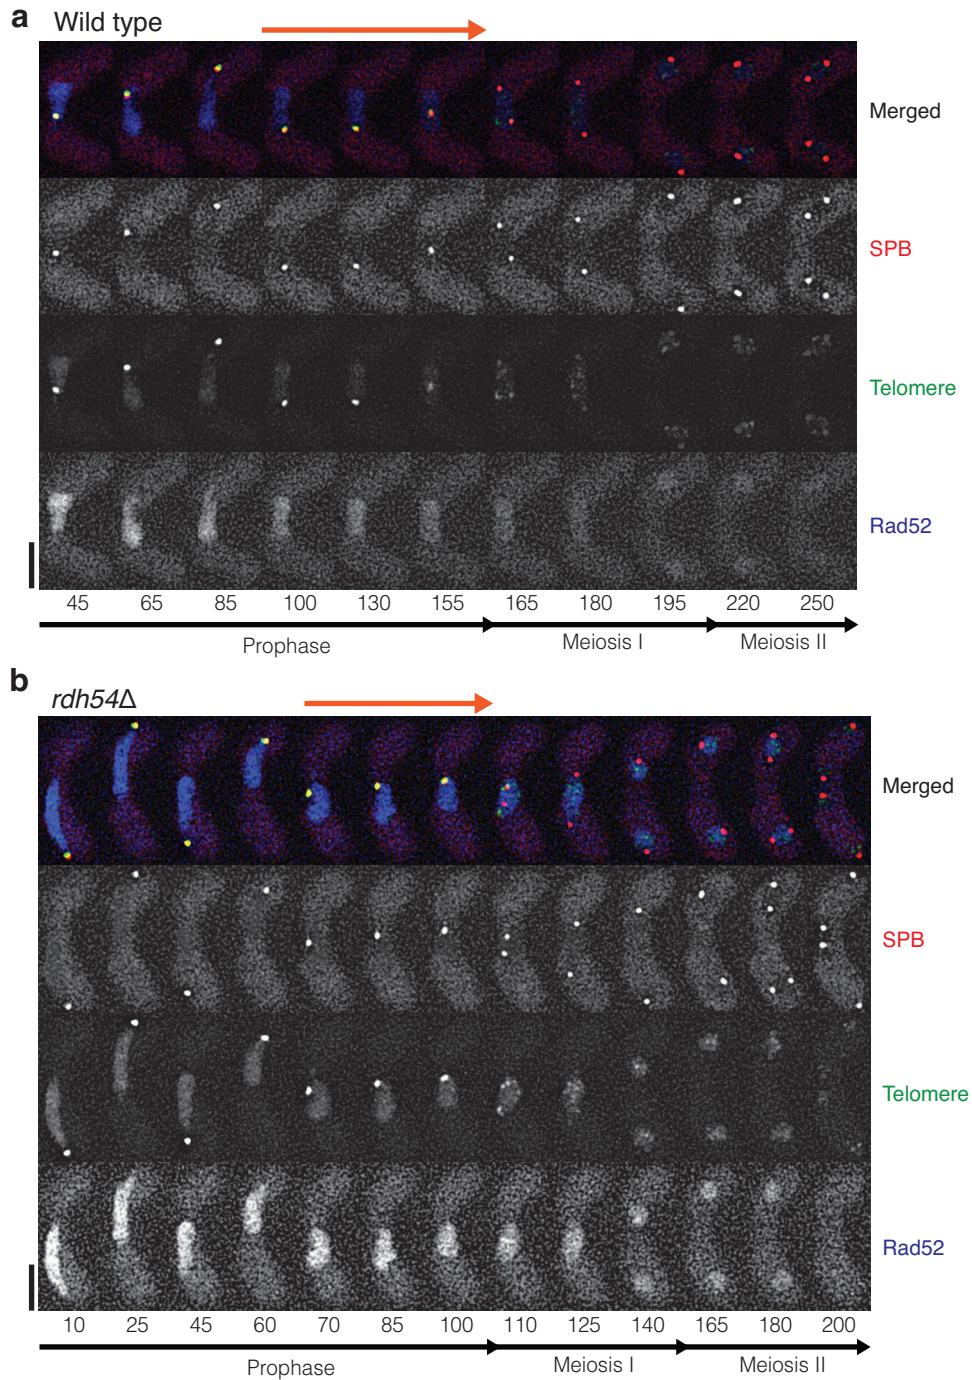 a
Wild type
Merged
SPB
Telomere
Rad52
45 65 85 100 130 155 165 180 195 220 250
Prophase Meiosis I Meiosis II
b
rdh54Δ
Merged
SPB
Telomere
Rad52
10 25 45 60 70 85 100 110 125 140 165 180 200
Prophase Meiosis I Meiosis II